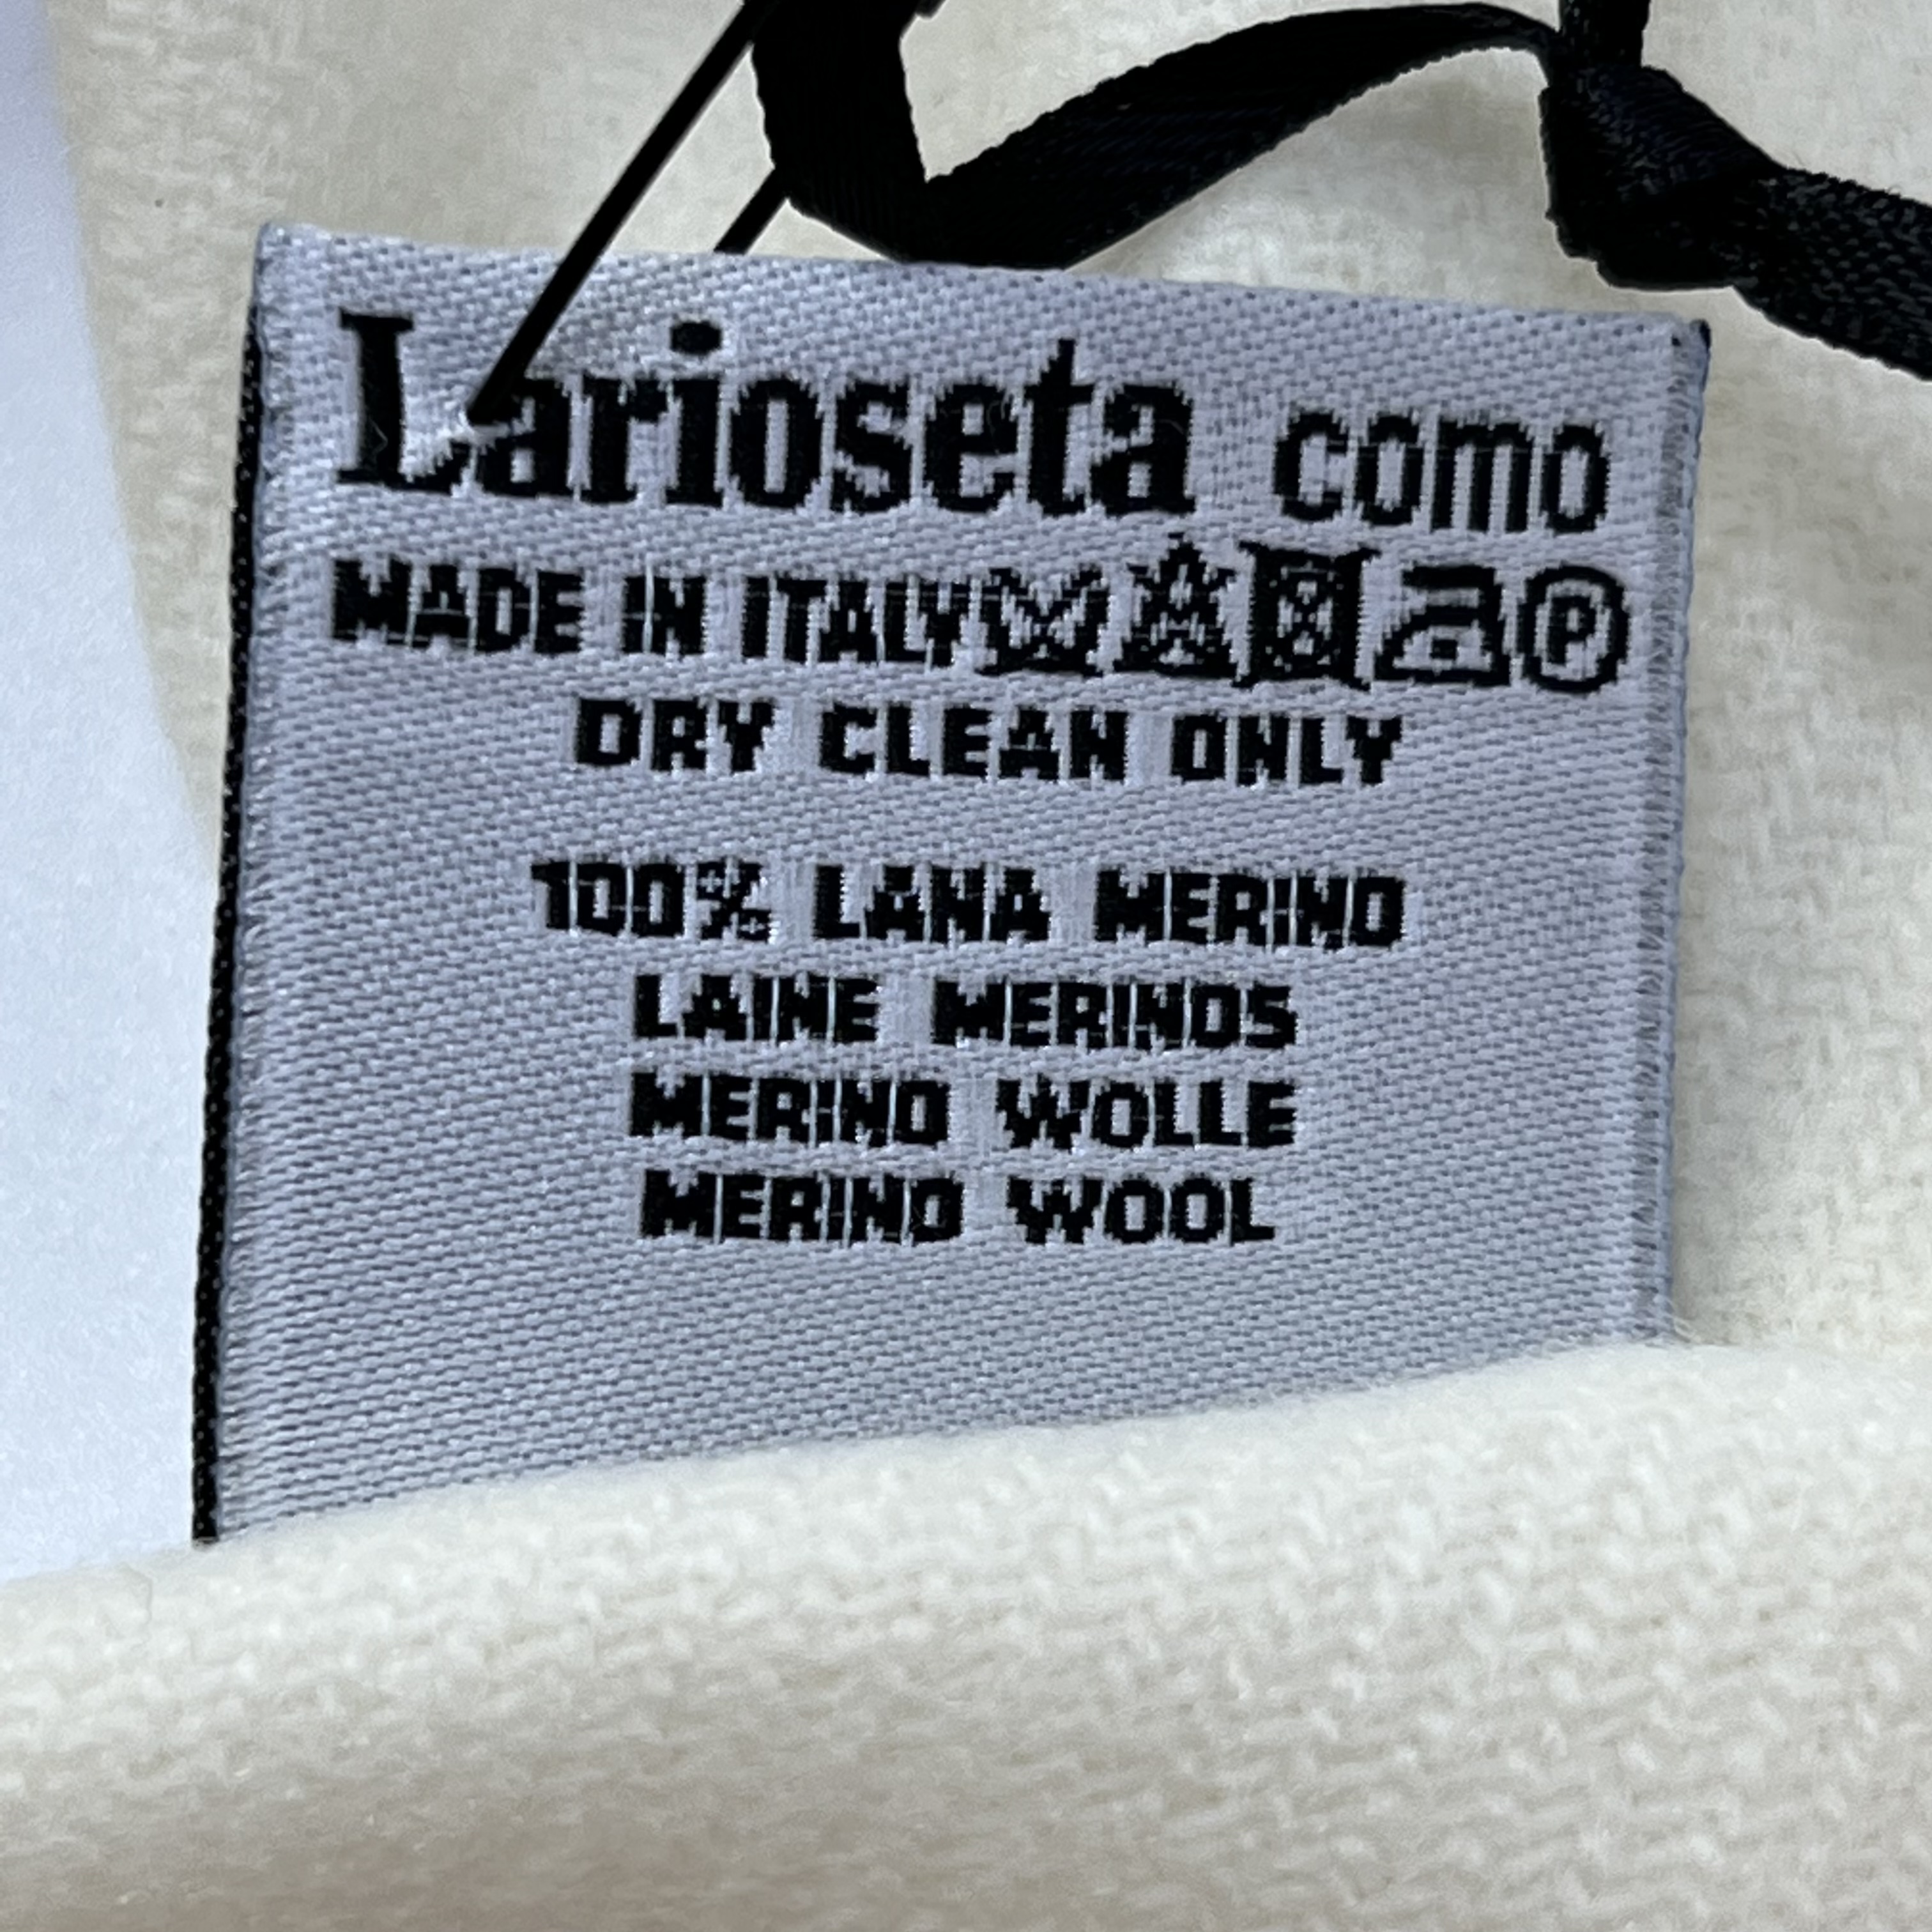 Larioseta como
MADE IN ITALY P
DRY CLEAN ONLY
100% LANA MERINO
LAINE MERINOS
MERINO WOLLE
MERINO WOOL